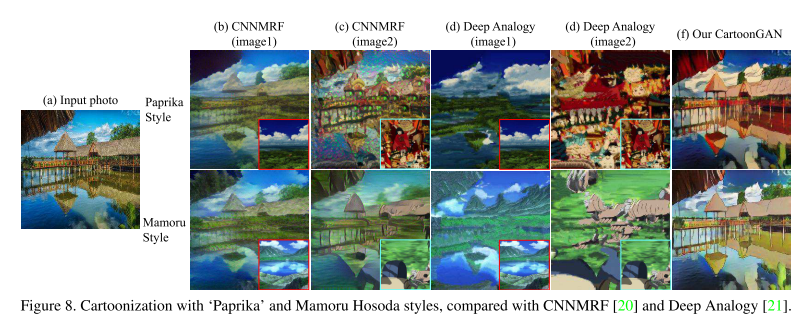 (b) CNNMRF
(image1)
(c) CNNMRF
(image2)
(d) Deep Analogy
(image1)
(d) Deep Analogy
(image2)
(f) Our CartoonGAN
(a) Input photo
Paprika
Style
Mamoru
Style
Figure 8. Cartoonization with ‘Paprika’ and Mamoru Hosoda styles, compared with CNNMRF [20] and Deep Analogy [21].